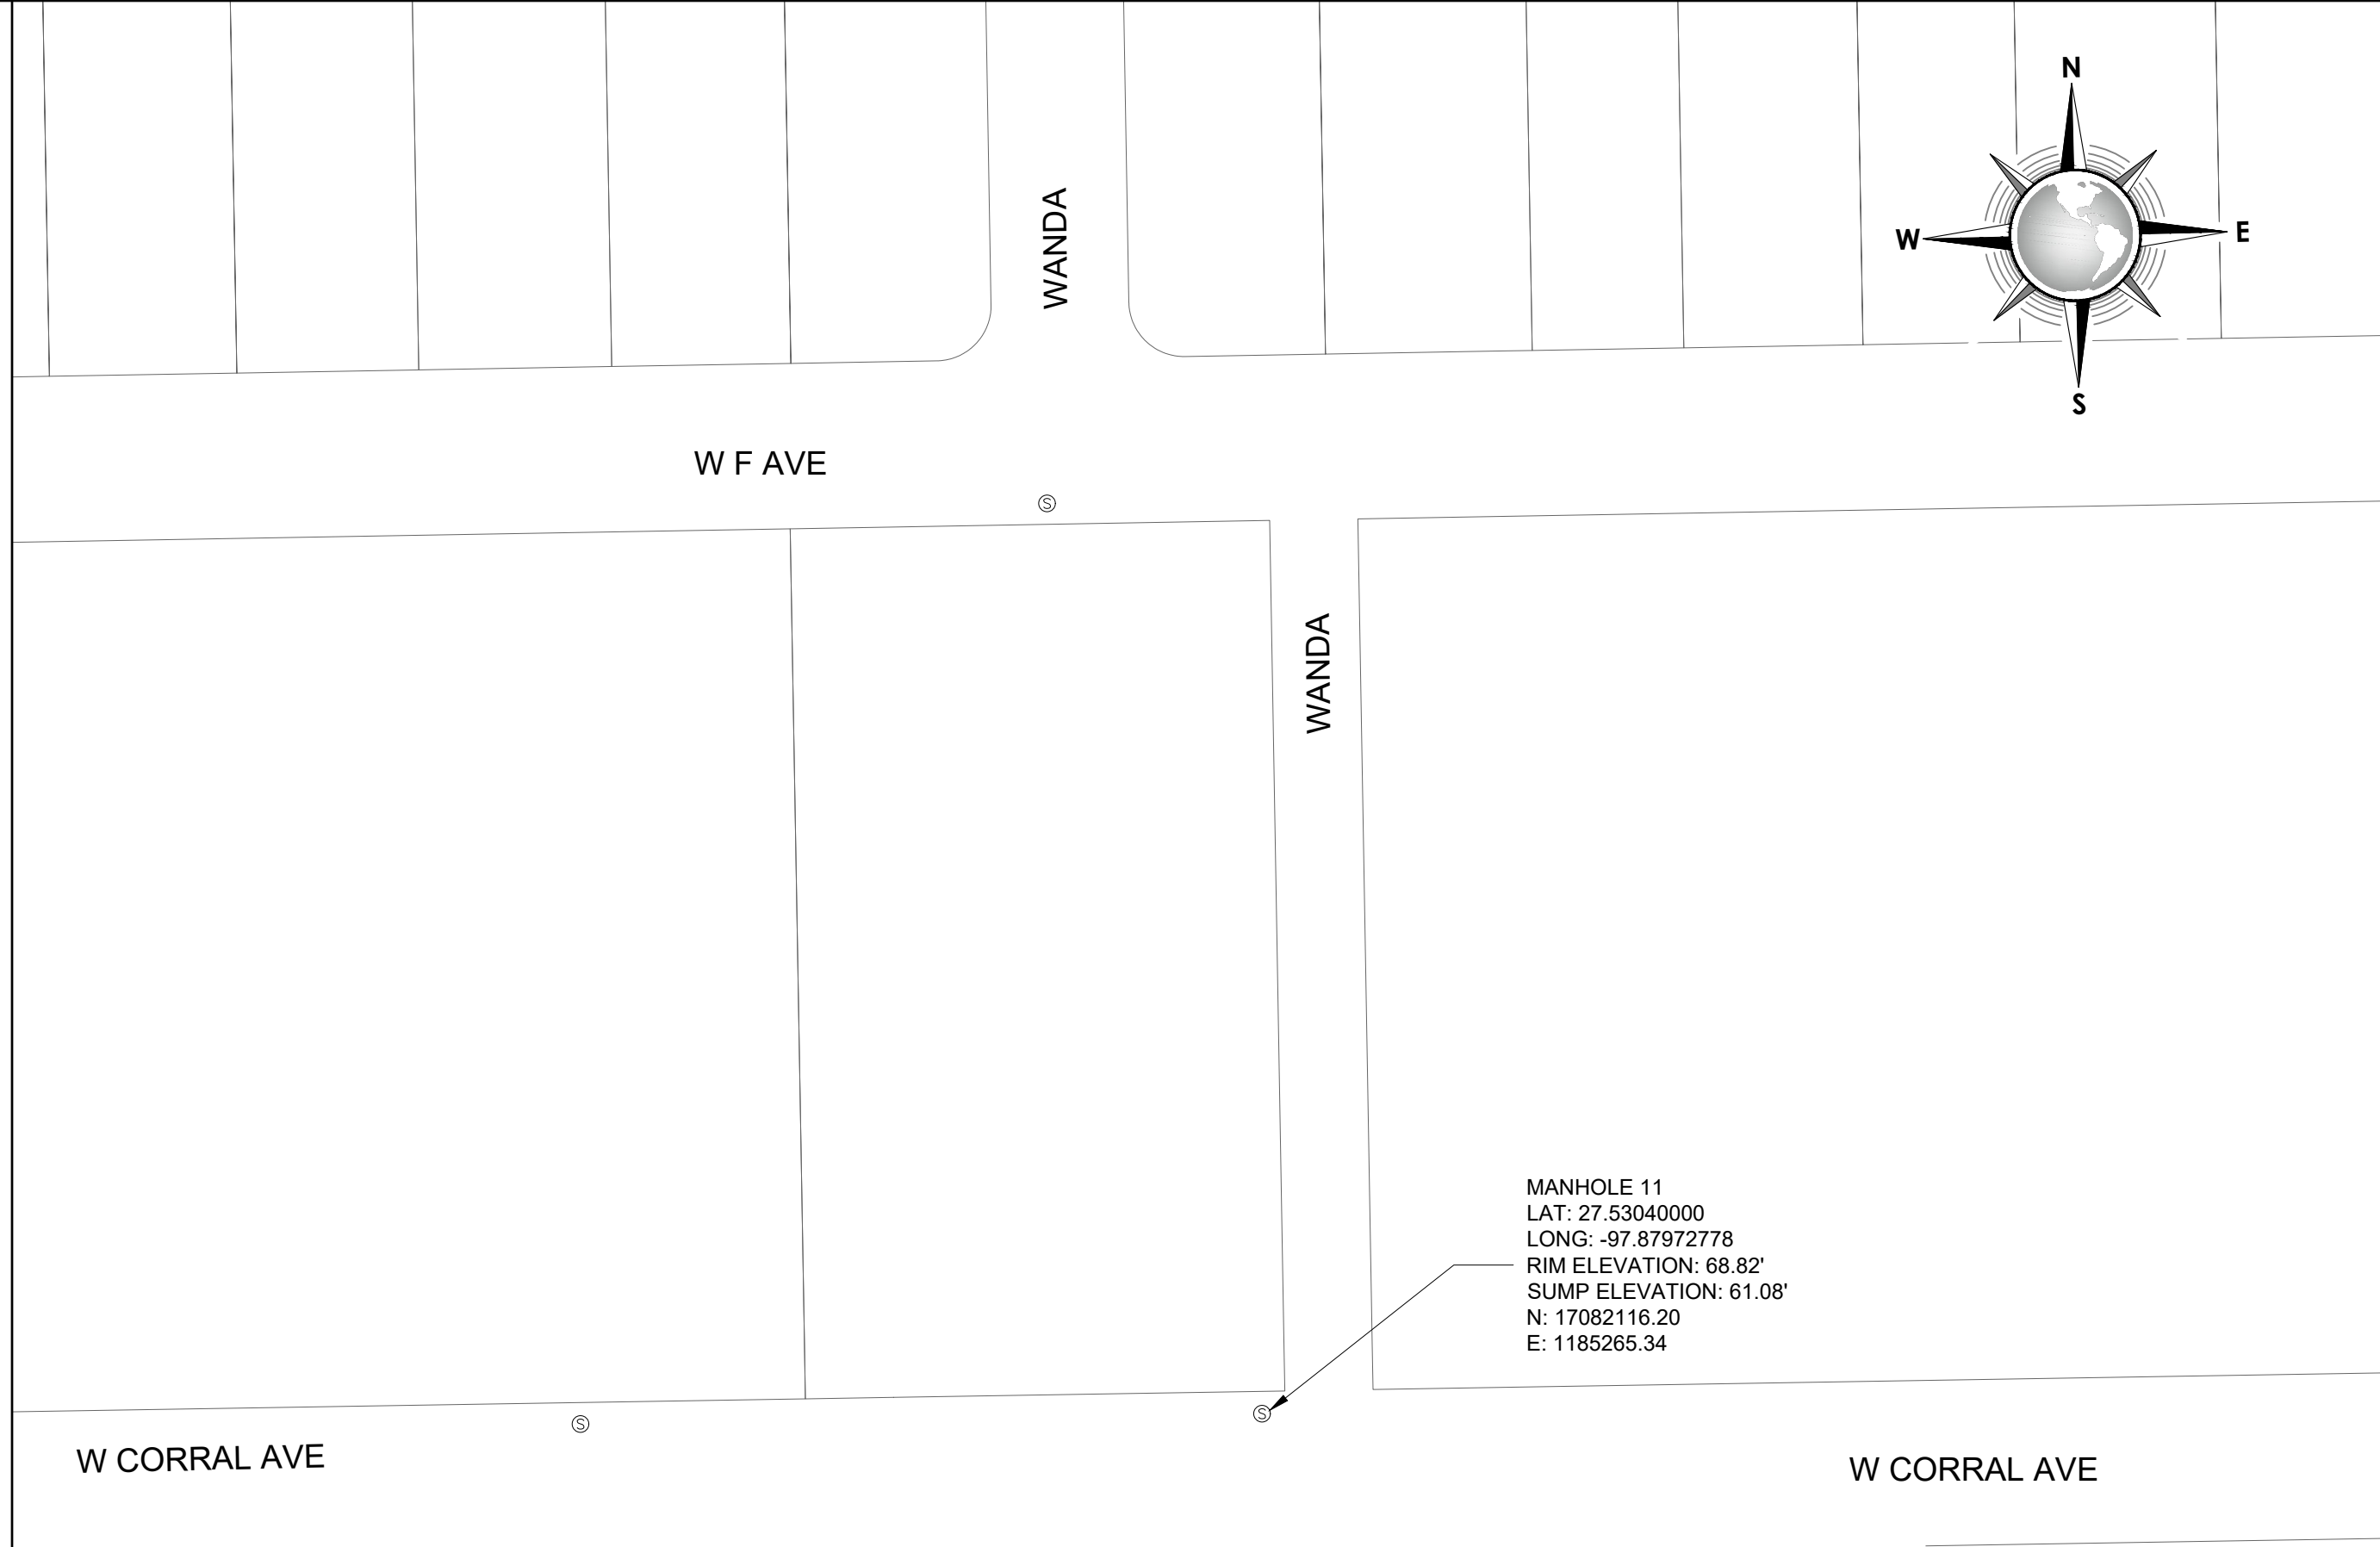 N
WANDA
W
E
S
W F AVE
Ⓢ
WANDA
MANHOLE 11
LAT: 27.53040000
LONG: -97.87972778
RIM ELEVATION: 68.82'
SUMP ELEVATION: 61.08'
N: 17082116.20
E: 1185265.34
Ⓢ
Ⓢ
W CORRAL AVE
W CORRAL AVE